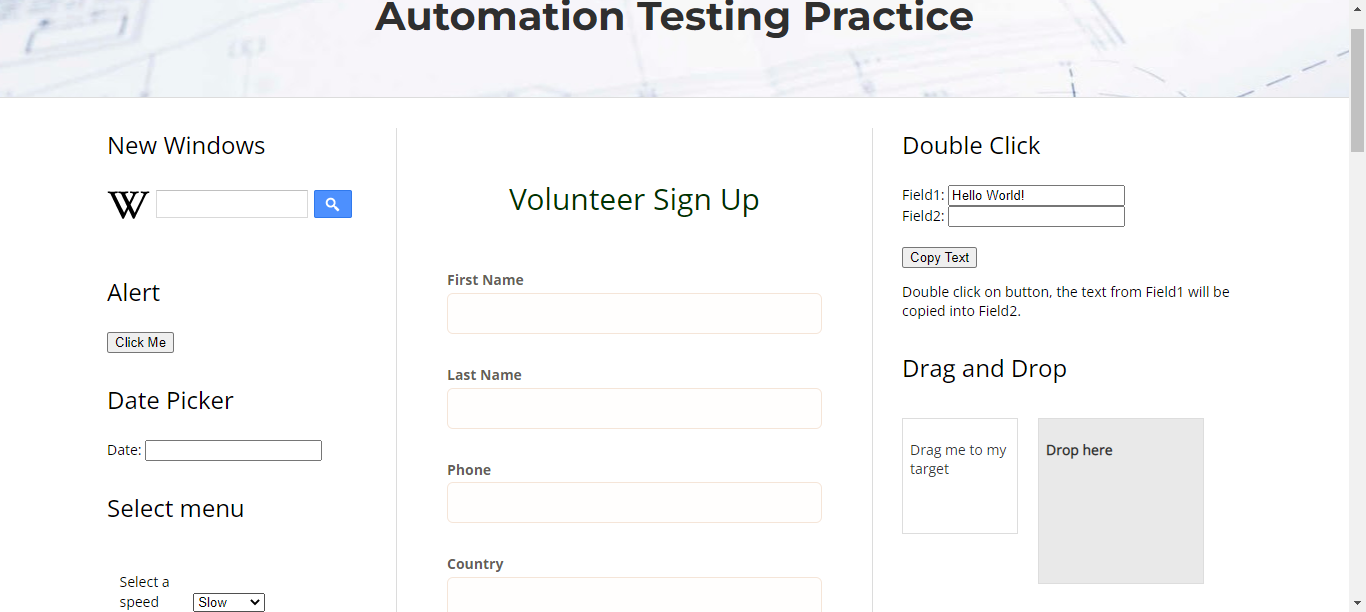 Automation Testing Practice
New Windows
W
Alert
Click Me
Date Picker
Date:
Select menu
Select a
speed
Slow
Volunteer Sign Up
First Name
Last Name
Phone
Country
Double Click
Field1: Hello World!
Field2:
Copy Text
Double click on button, the text from Field1 will be
copied into Field2.
Drag and Drop
Drag me to my
target
Drop here